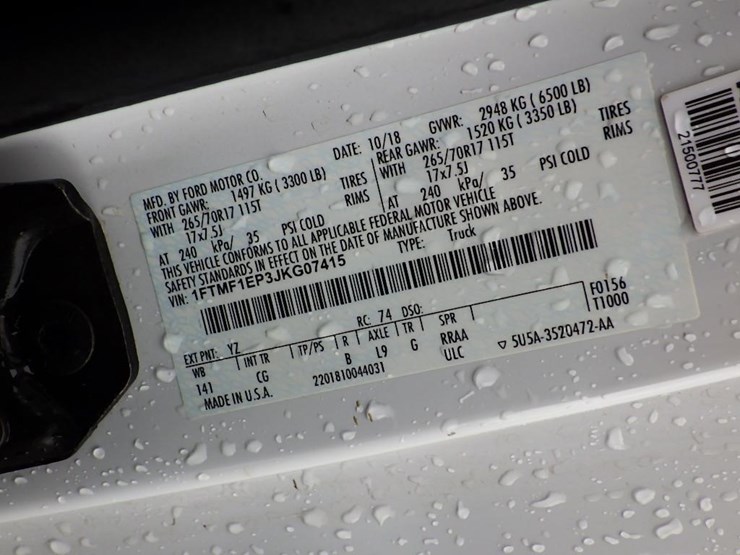 MFD. BY FORD MOTOR CO.
DATE: 10/18 GVWR: 2948 KG ( 6500 LB)
FRONT GAWR: 1497 KG ( 3300 LB)
REAR GAWR: 1520 KG ( 3350 LB)
WITH 265/70R17 115T TIRES
WITH 265/70R17 115T TIRES
17x7.5J RIMS
17x7.5J RIMS
AT 240 kPa/ 35 PSI COLD
AT 240 kPa/ 35 PSI COLD
THIS VEHICLE CONFORMS TO ALL APPLICABLE FEDERAL MOTOR VEHICLE
SAFETY STANDARDS IN EFFECT ON THE DATE OF MANUFACTURE SHOWN ABOVE.
VIN: 1FTMF1EP3JKG07415
TYPE: Truck
F0156
T1000
EXT PNT: YZ RC: 74 DSO:
WB INT TR TP/PS R AXLE TR SPR
141 CG B L9 G RRAA
ULC
MADE IN U.S.A. 2201810044031
▽ 5U5A-3520472-AA
21500777